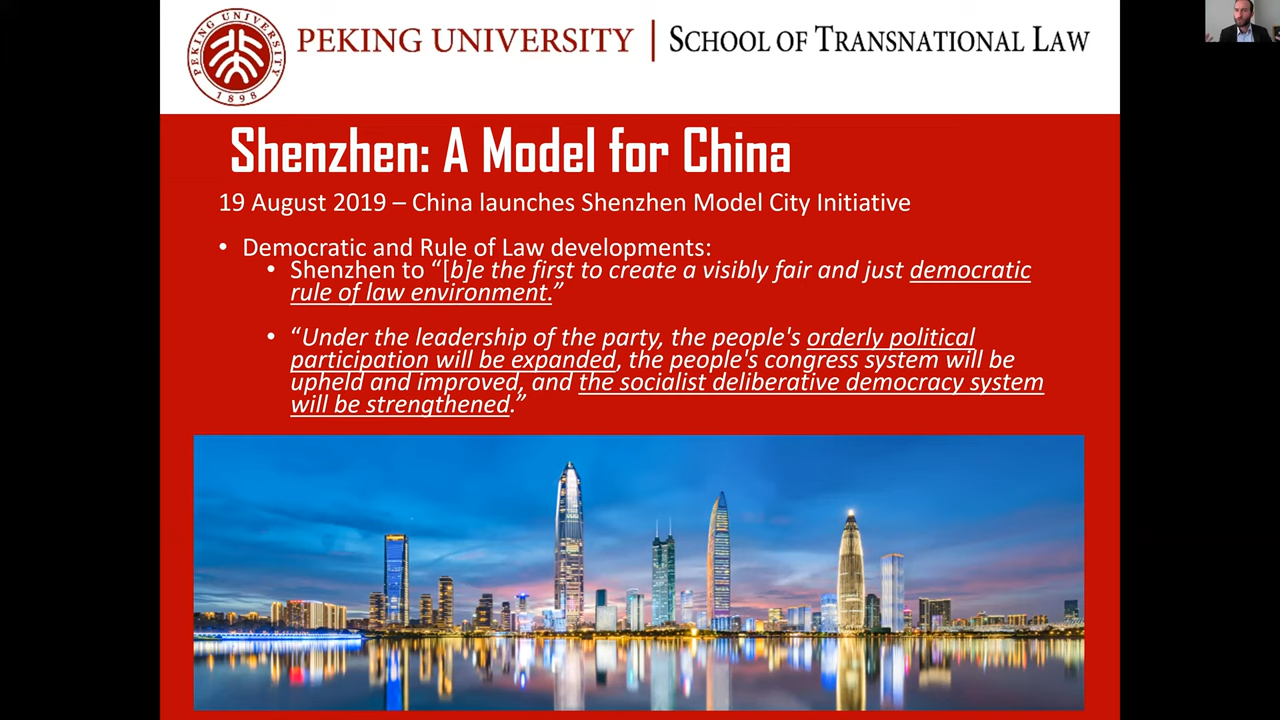 PEKING UNIVERSITY
1898
PEKING UNIVERSITY | SCHOOL OF TRANSNATIONAL LAW
Shenzhen: A Model for China
19 August 2019 – China launches Shenzhen Model City Initiative
• Democratic and Rule of Law developments:
• Shenzhen to “[b]e the first to create a visibly fair and just democratic
rule of law environment.”
• “Under the leadership of the party, the people's orderly political
participation will be expanded, the people's congress system will be
upheld and improved, and the socialist deliberative democracy system
will be strengthened.”